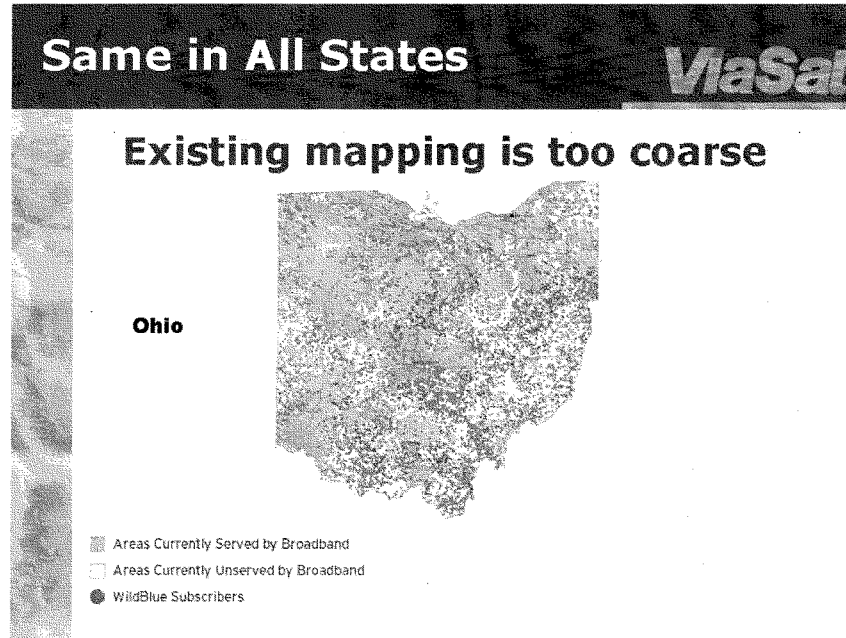 Same in All States
ViaSat
Existing mapping is too coarse
Ohio
Areas Currently Served by Broadband
Areas Currently Unserved by Broadband
WildBlue Subscribers